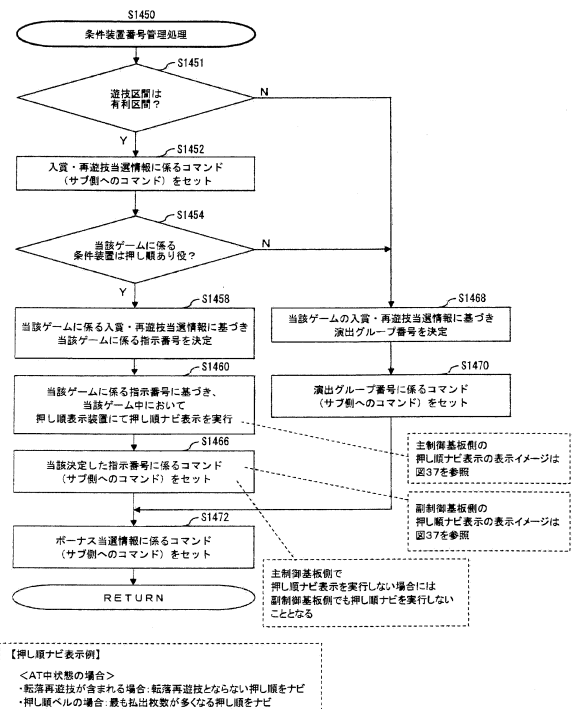 S1450
条件装置番号管理処理
S1451
遊技区間は
有利区間？
N
Y
S1452
入賞・再遊技当選情報に係るコマンド
（サブ側へのコマンド）をセット
S1454
当該ゲームに係る
条件装置は押し順あり役？
N
Y
S1458
当該ゲームに係る入賞・再遊技当選情報に基づき
当該ゲームに係る指示番号を決定
S1468
当該ゲームの入賞・再遊技当選情報に基づき
演出グループ番号を決定
S1460
当該ゲームに係る指示番号に基づき、
当該ゲーム中において
押し順表示装置にて押し順ナビ表示を実行
S1470
演出グループ番号に係るコマンド
（サブ側へのコマンド）をセット
S1466
当該決定した指示番号に係るコマンド
（サブ側へのコマンド）をセット
主制御基板側の
押し順ナビ表示の表示イメージは
図37を参照
副制御基板側の
押し順ナビ表示の表示イメージは
図37を参照
S1472
ボーナス当選情報に係るコマンド
（サブ側へのコマンド）をセット
主制御基板側で
押し順ナビ表示を実行しない場合には
副制御基板側でも押し順ナビを実行しない
こととなる
RETURN
【押し順ナビ表示例】
＜AT中状態の場合＞
・転落再遊技が含まれる場合：転落再遊技とならない押し順をナビ
・押し順ベルの場合：最も払出枚数が多くなる押し順をナビ